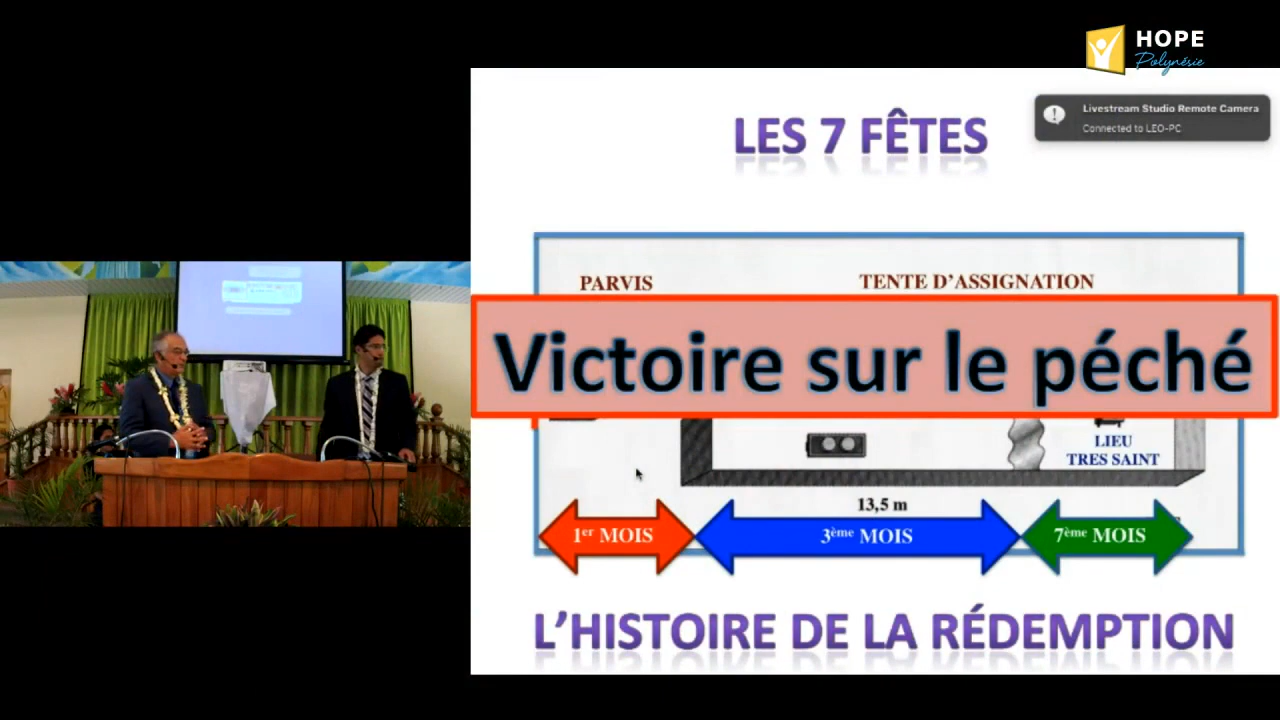 HOPE
Polynésie
Livestream Studio Remote Camera
Connected to LEO-PC
LES 7 FÊTES
PARVIS
TENTE D'ASSIGNATION
Victoire sur le péché
LIEU
TRES SAINT
13,5 m
1er MOIS
3ème MOIS
7ème MOIS
L'HISTOIRE DE LA RÉDEMPTION